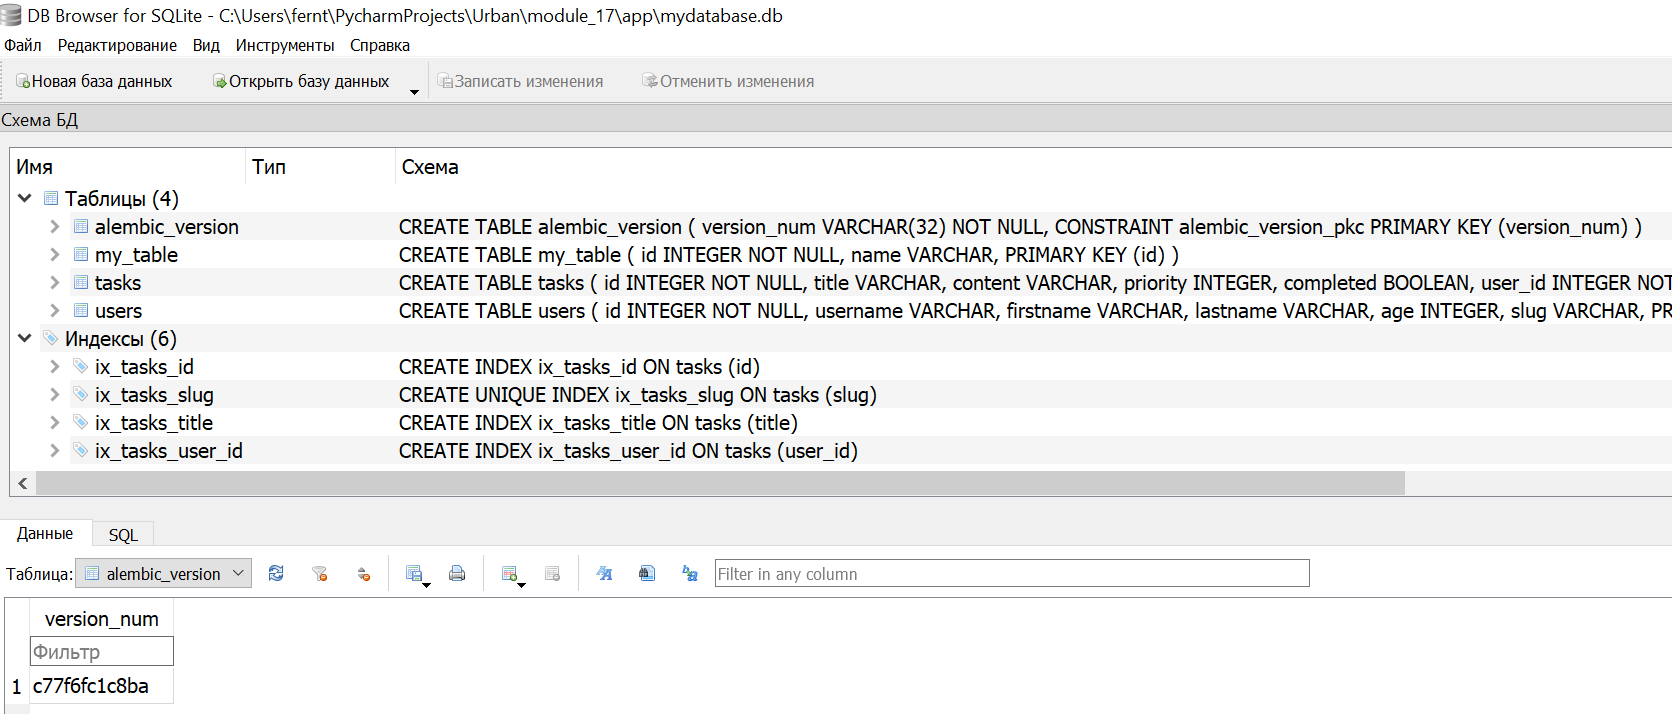 DB Browser for SQLite - C:\Users\fernt\PycharmProjects\Urban\module_17\app\mydatabase.db
Файл Редактирование Вид Инструменты Справка
Новая база данных Открыть базу данных Записать изменения Отменить изменения
Схема БД
Имя Тип Схема
Таблицы (4)
alembic_version CREATE TABLE alembic_version ( version_num VARCHAR(32) NOT NULL, CONSTRAINT alembic_version_pkc PRIMARY KEY (version_num) )
my_table CREATE TABLE my_table ( id INTEGER NOT NULL, name VARCHAR, PRIMARY KEY (id) )
tasks CREATE TABLE tasks ( id INTEGER NOT NULL, title VARCHAR, content VARCHAR, priority INTEGER, completed BOOLEAN, user_id INTEGER NOT
users CREATE TABLE users ( id INTEGER NOT NULL, username VARCHAR, firstname VARCHAR, lastname VARCHAR, age INTEGER, slug VARCHAR, PR
Индексы (6)
ix_tasks_id CREATE INDEX ix_tasks_id ON tasks (id)
ix_tasks_slug CREATE UNIQUE INDEX ix_tasks_slug ON tasks (slug)
ix_tasks_title CREATE INDEX ix_tasks_title ON tasks (title)
ix_tasks_user_id CREATE INDEX ix_tasks_user_id ON tasks (user_id)
Данные SQL
Таблица: alembic_version Filter in any column
version_num
Фильтр
1 c77f6fc1c8ba